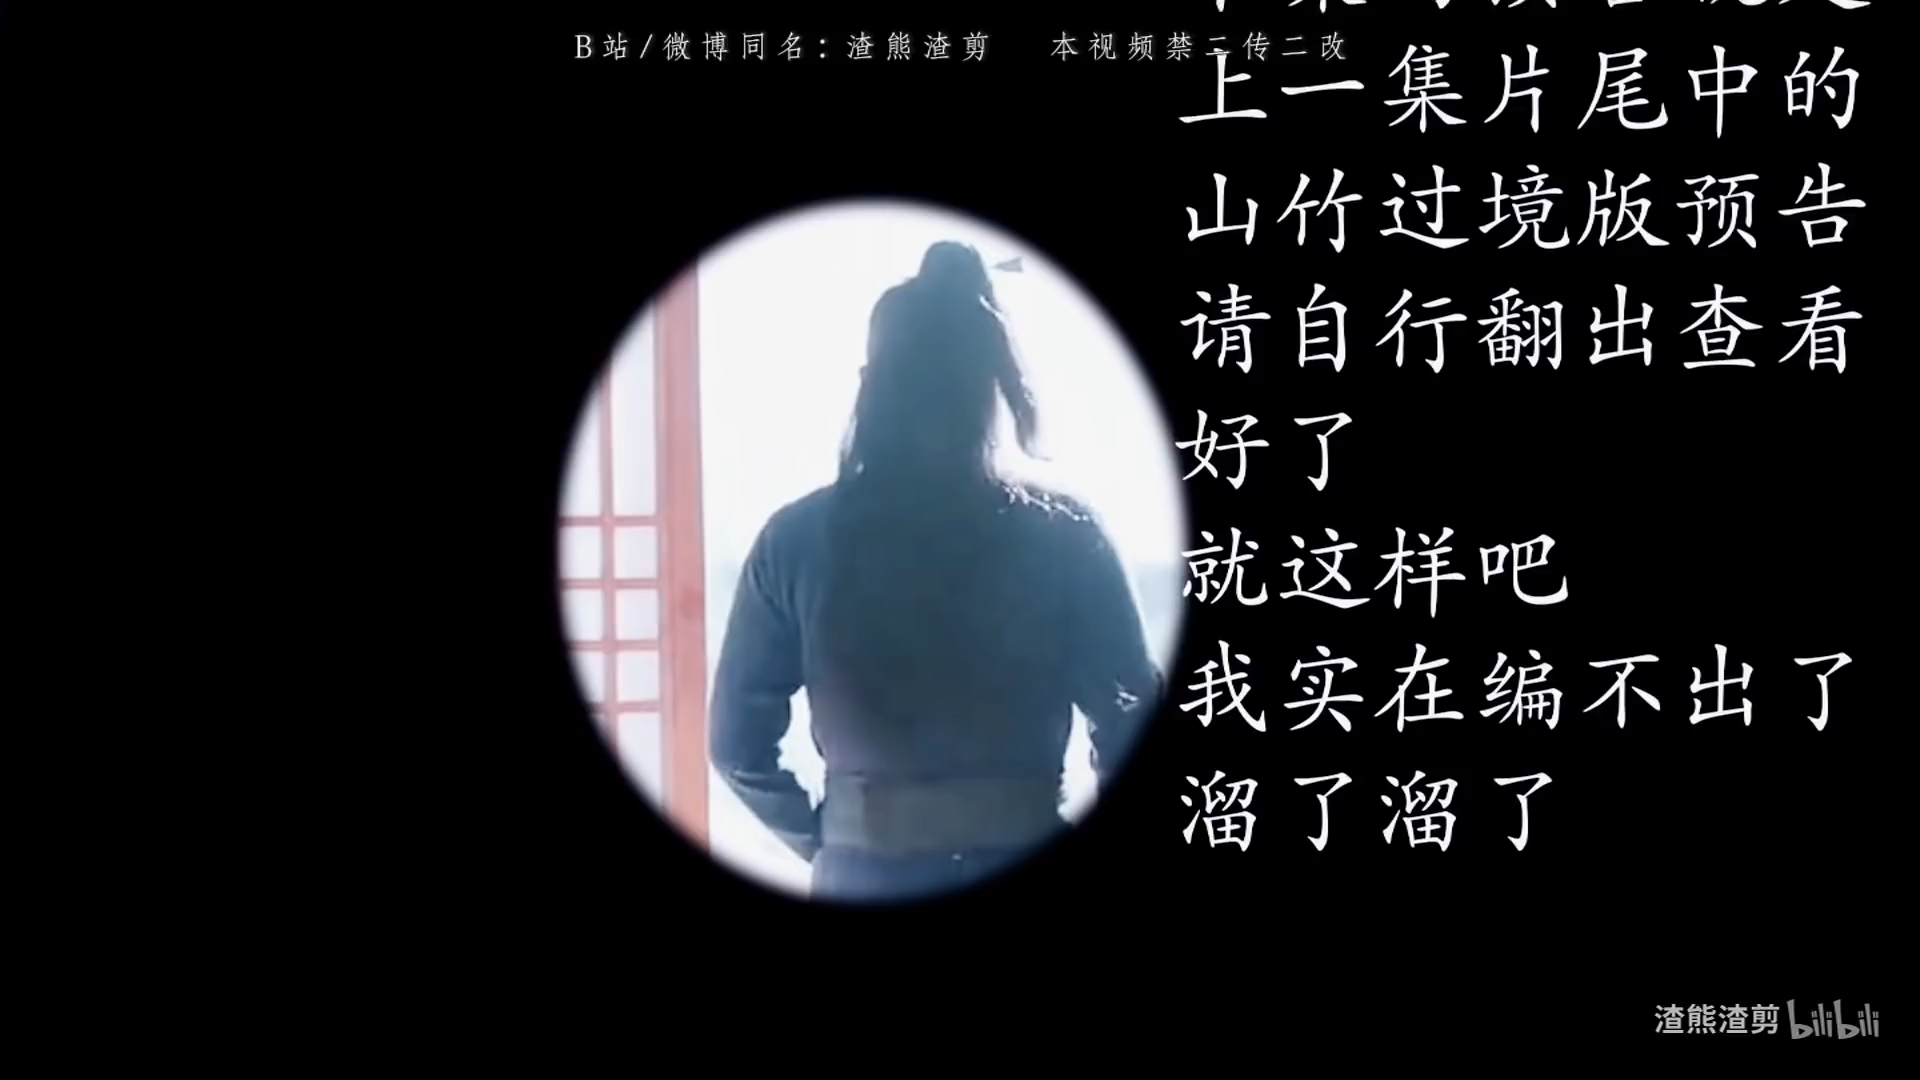 B站/微博同名：渣熊渣剪 本视频禁二传二改
上一集片尾中的
山竹过境版预告
请自行翻出查看
好了
就这样吧
我实在编不出了
溜了溜了
渣熊渣剪 bilibili